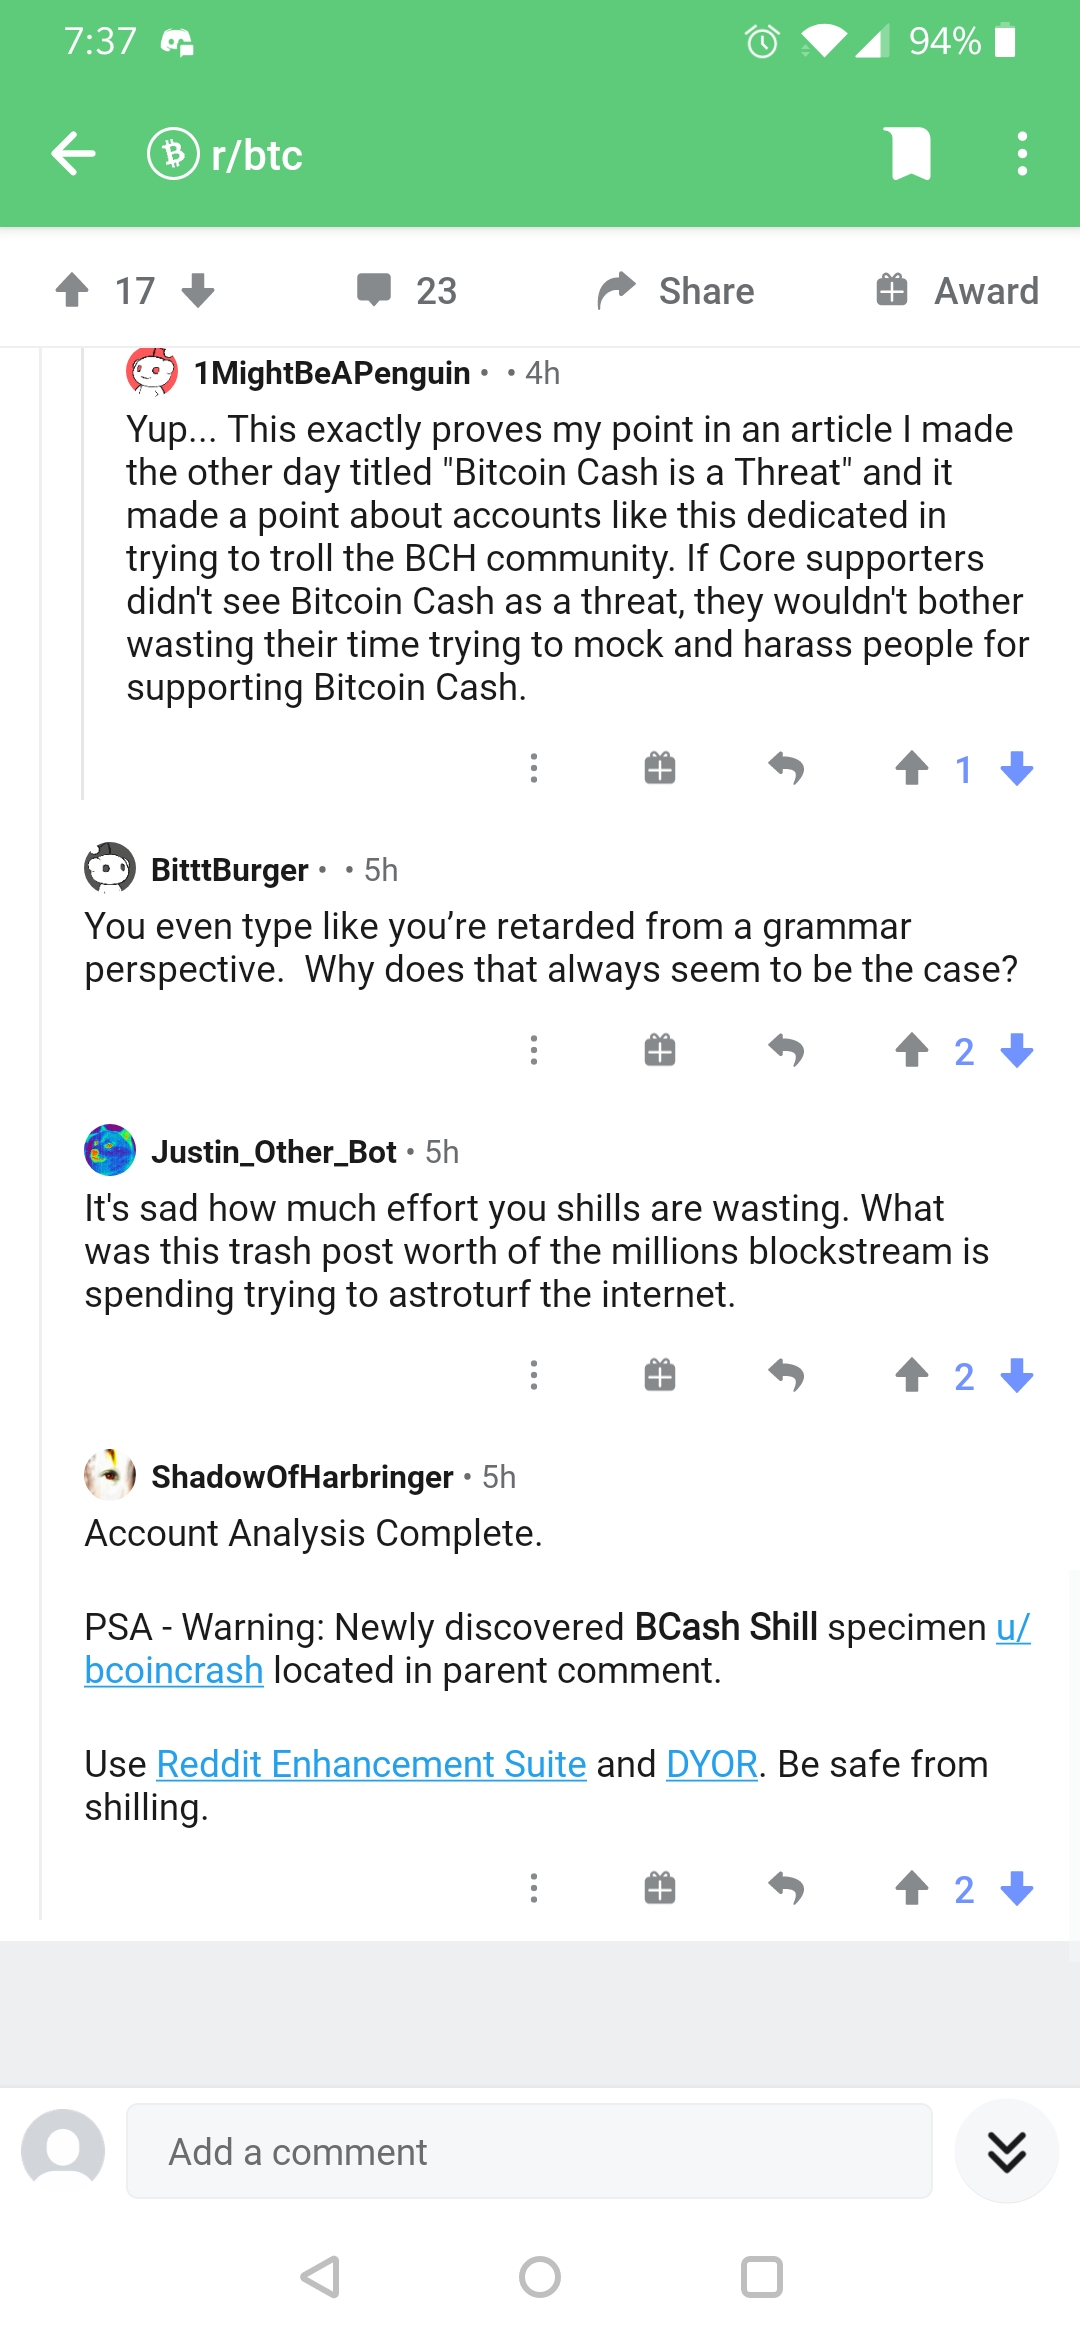 7:37
94%
r/btc
17
23
Share
Award
1MightBeAPenguin • • 4h
Yup... This exactly proves my point in an article I made
the other day titled "Bitcoin Cash is a Threat" and it
made a point about accounts like this dedicated in
trying to troll the BCH community. If Core supporters
didn't see Bitcoin Cash as a threat, they wouldn't bother
wasting their time trying to mock and harass people for
supporting Bitcoin Cash.
1
BitttBurger • • 5h
You even type like you’re retarded from a grammar
perspective.  Why does that always seem to be the case?
2
Justin_Other_Bot • 5h
It's sad how much effort you shills are wasting. What
was this trash post worth of the millions blockstream is
spending trying to astroturf the internet.
2
ShadowOfHarbringer • 5h
Account Analysis Complete.
PSA - Warning: Newly discovered BCash Shill specimen u/
bcoincrash located in parent comment.
Use Reddit Enhancement Suite and DYOR. Be safe from
shilling.
2
Add a comment